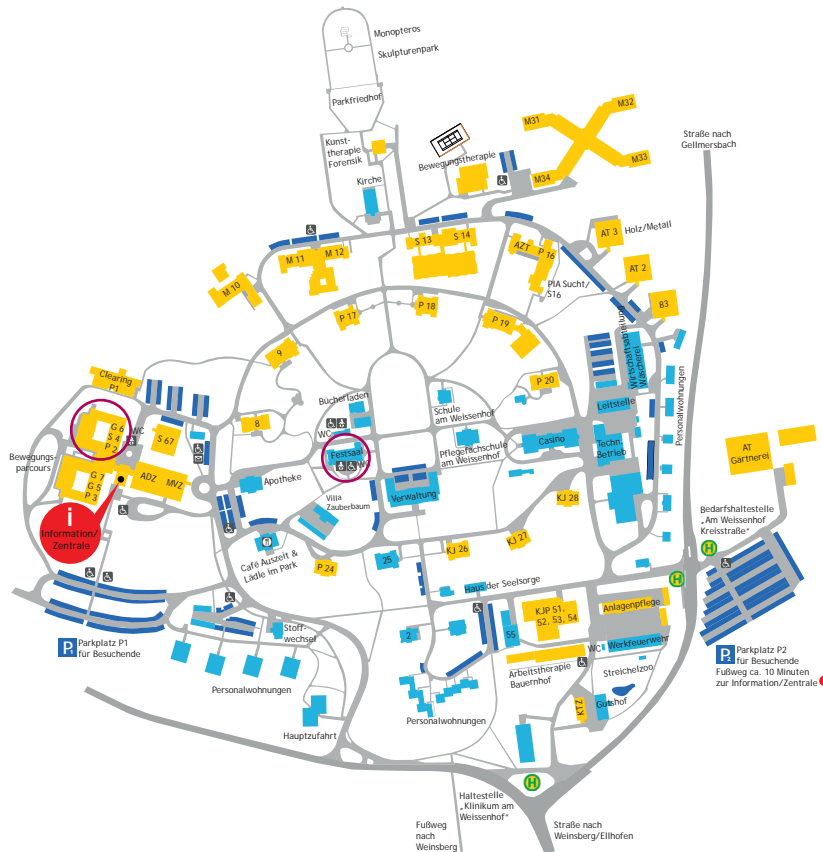 Monopteros
Skulpturenpark
Parkfriedhof
Kunst-
therapie
Forensik
Kirche
Bewegungstherapie
M31
M32
M33
M34
Straße nach
Gellmersbach
S 13
S 14
M 11
M 12
M 10
AZT
P 16
PIA Sucht/
S16
AT 3
Holz/Metall
AT 2
83
P 17
P 18
P 19
P 20
9
8
Clearing
P1
G 6
S 4
P 2
WC
S 67
Bewegungs-
parcours
G 7
G 5
P 3
ADZ
MVZ
i
Information/
Zentrale
Bücherladen
WC
Festsaal
WC
Apotheke
Villa
Zauberbaum
Schule
am Weissenhof
Pflegefachschule
am Weissenhof
Verwaltung
Casino
Wirtschaftsabteilung
Wäscherei
Leitstelle
Techn.
Betrieb
Personalwohnungen
AT
Gärtnerei
Bedarfshaltestelle
„Am Weissenhof
Kreisstraße“
H
H
KJ 28
KJ 27
KJ 26
25
P 24
Café Auszeit &
Lädle im Park
Haus der Seelsorge
KJP 51,
52, 53, 54
55
2
Anlagenpflege
WC
Werkfeuerwehr
Streichelzoo
Arbeitstherapie
Bauernhof
Gutshof
KTZ
Stoff-
wechsel
P1
Parkplatz P1
für Besuchende
Personalwohnungen
Hauptzufahrt
Personalwohnungen
P2
Parkplatz P2
für Besuchende
Fußweg ca. 10 Minuten
zur Information/Zentrale
H
Haltestelle
„Klinikum am
Weissenhof“
Fußweg
nach
Weinsberg
Straße nach
Weinsberg/Ellhofen